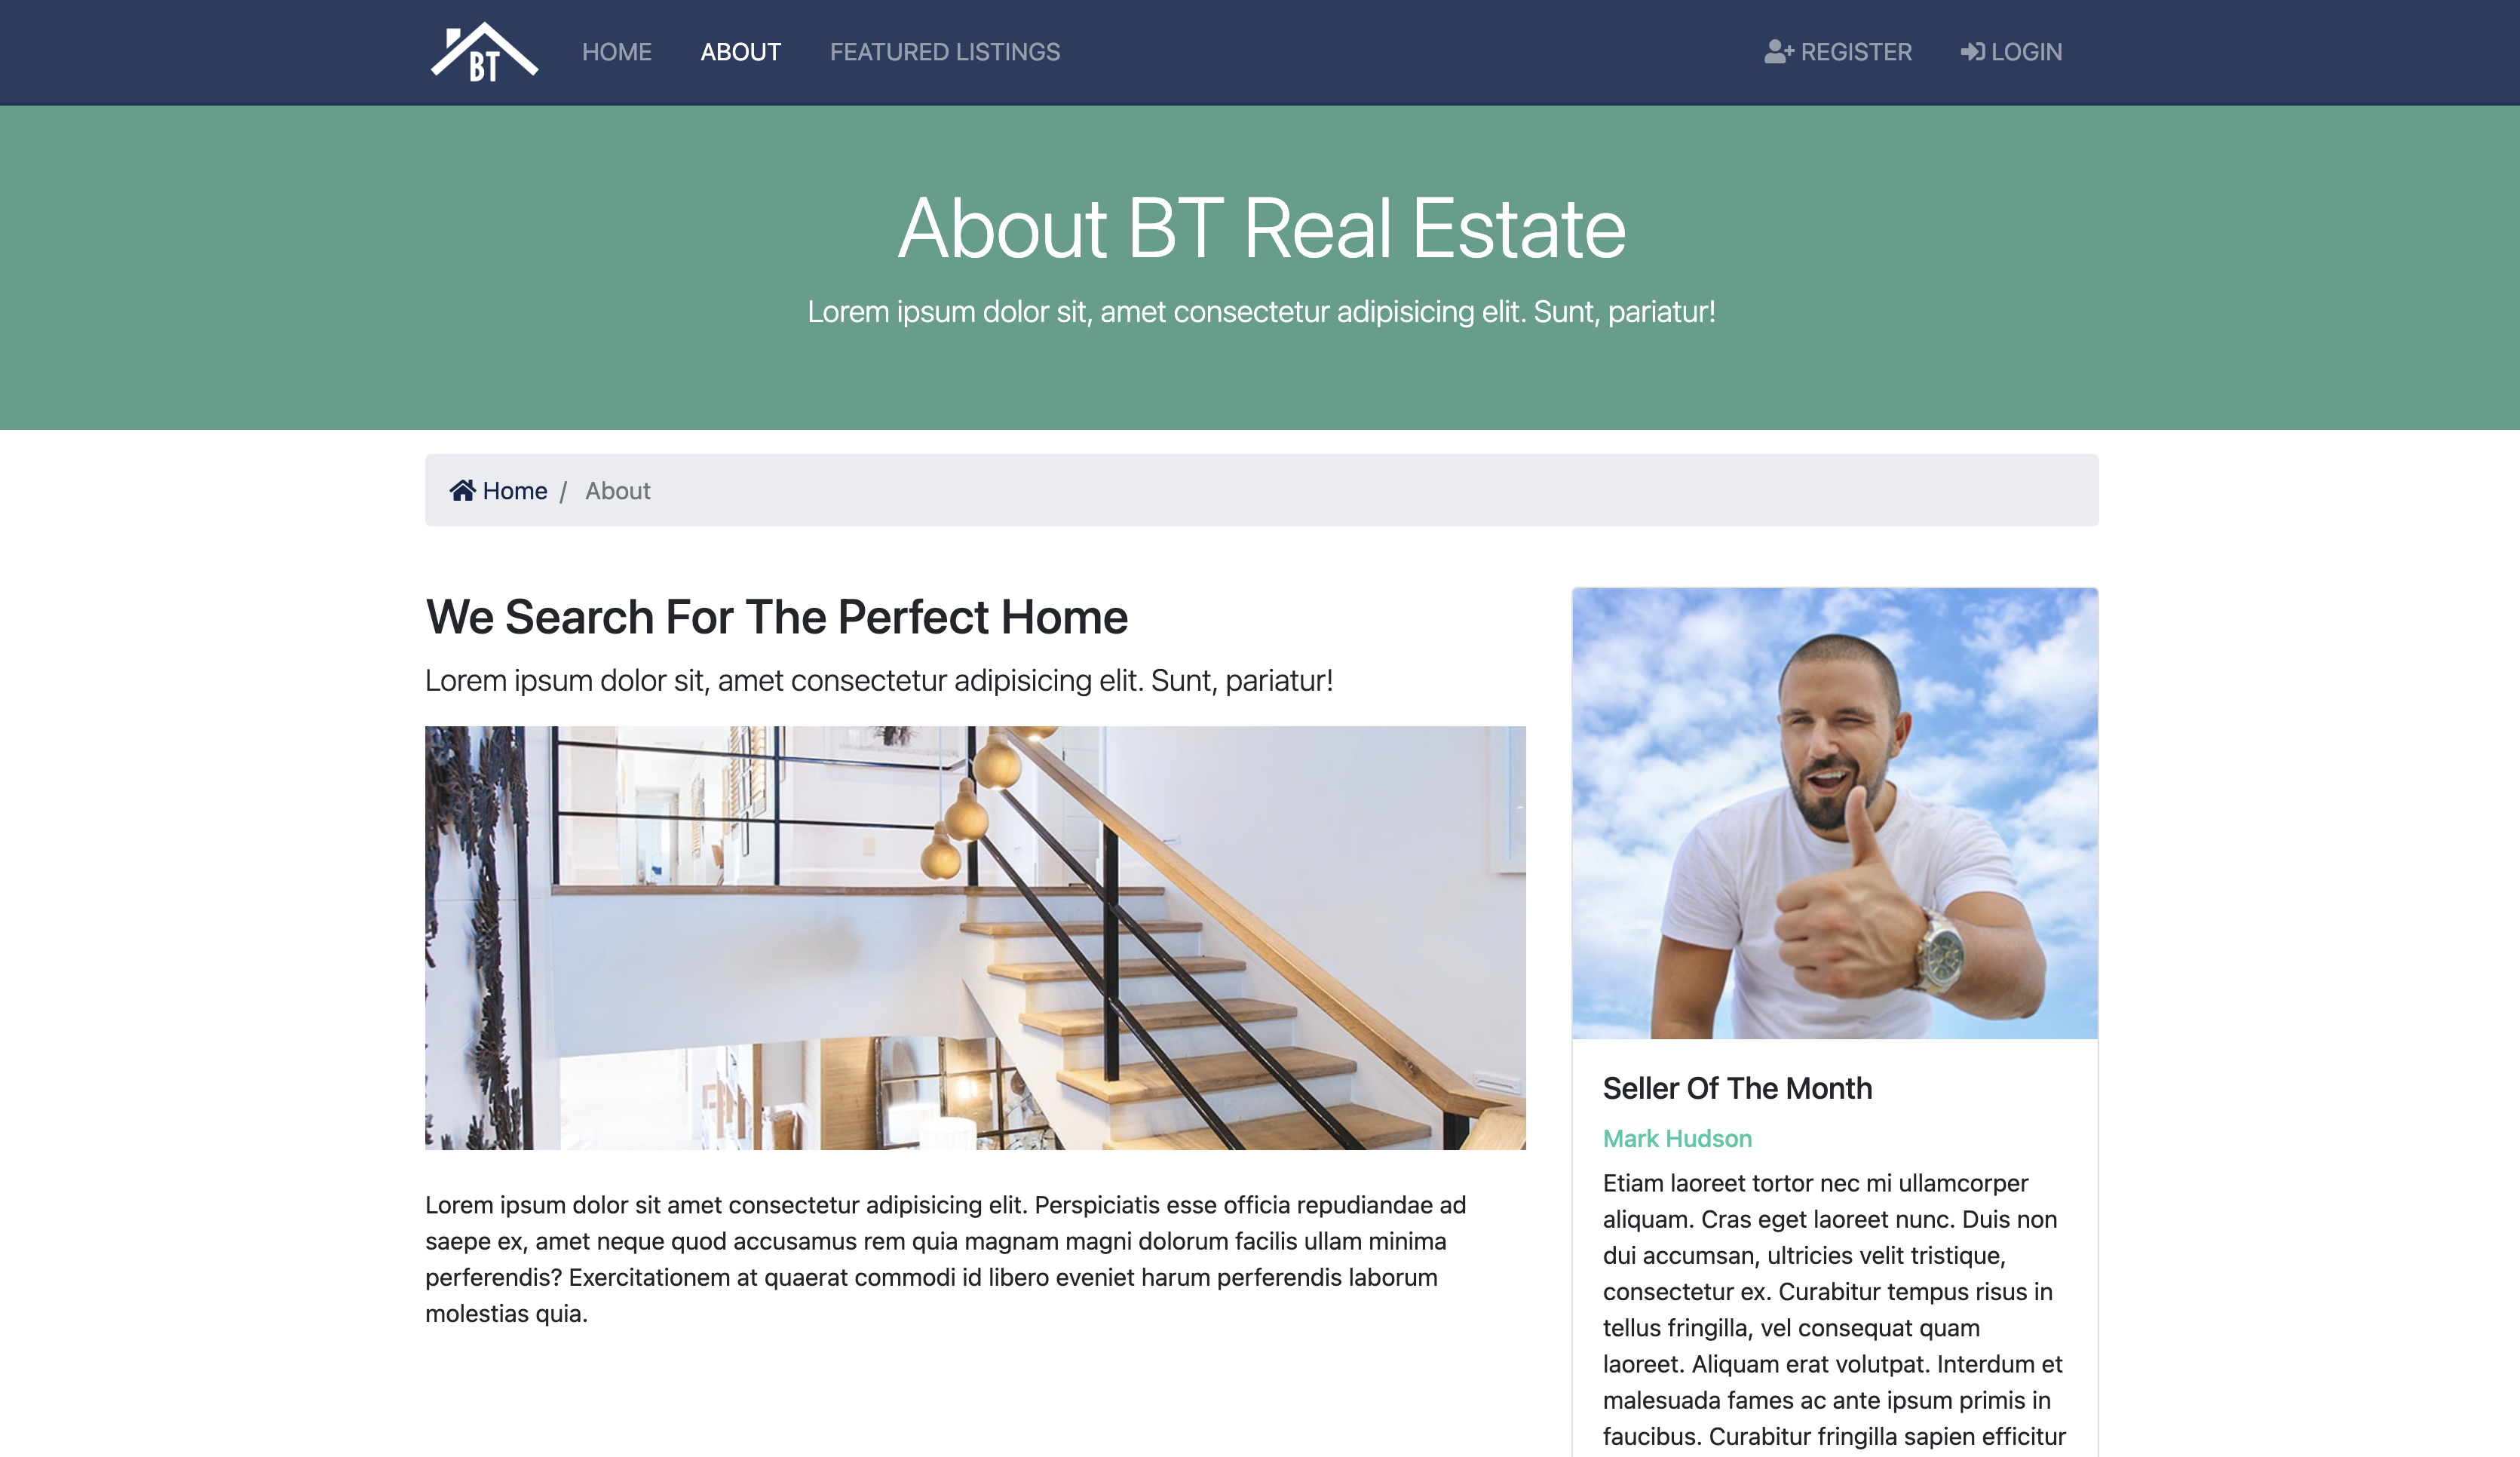 BT
HOME
ABOUT
FEATURED LISTINGS
REGISTER
LOGIN
About BT Real Estate
Lorem ipsum dolor sit, amet consectetur adipisicing elit. Sunt, pariatur!
Home / About
We Search For The Perfect Home
Lorem ipsum dolor sit, amet consectetur adipisicing elit. Sunt, pariatur!
Lorem ipsum dolor sit amet consectetur adipisicing elit. Perspiciatis esse officia repudiandae ad
saepe ex, amet neque quod accusamus rem quia magnam magni dolorum facilis ullam minima
perferendis? Exercitationem at quaerat commodi id libero eveniet harum perferendis laborum
molestias quia.
Seller Of The Month
Mark Hudson
Etiam laoreet tortor nec mi ullamcorper
aliquam. Cras eget laoreet nunc. Duis non
dui accumsan, ultricies velit tristique,
consectetur ex. Curabitur tempus risus in
tellus fringilla, vel consequat quam
laoreet. Aliquam erat volutpat. Interdum et
malesuada fames ac ante ipsum primis in
faucibus. Curabitur fringilla sapien efficitur